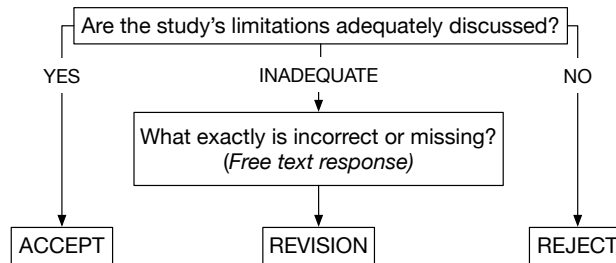 Are the study's limitations adequately discussed?
YES
INADEQUATE
NO
What exactly is incorrect or missing?
(Free text response)
ACCEPT
REVISION
REJECT